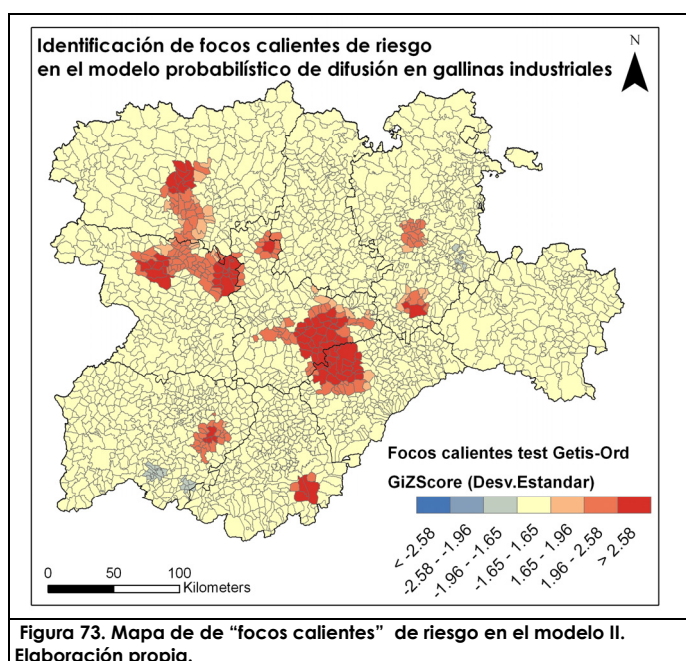 Identificación de focos calientes de riesgo
en el modelo probabilístico de difusión en gallinas industriales
N
Focos calientes test Getis-Ord
GiZScore (Desv.Estandar)
< -2.58
-2.58 - -1.96
-1.96 - -1.65
-1.65 - 1.65
1.65 - 1.96
1.96 - 2.58
> 2.58
0 50 100
Kilometers
Figura 73. Mapa de de “focos calientes” de riesgo en el modelo II.
Elaboración propia.